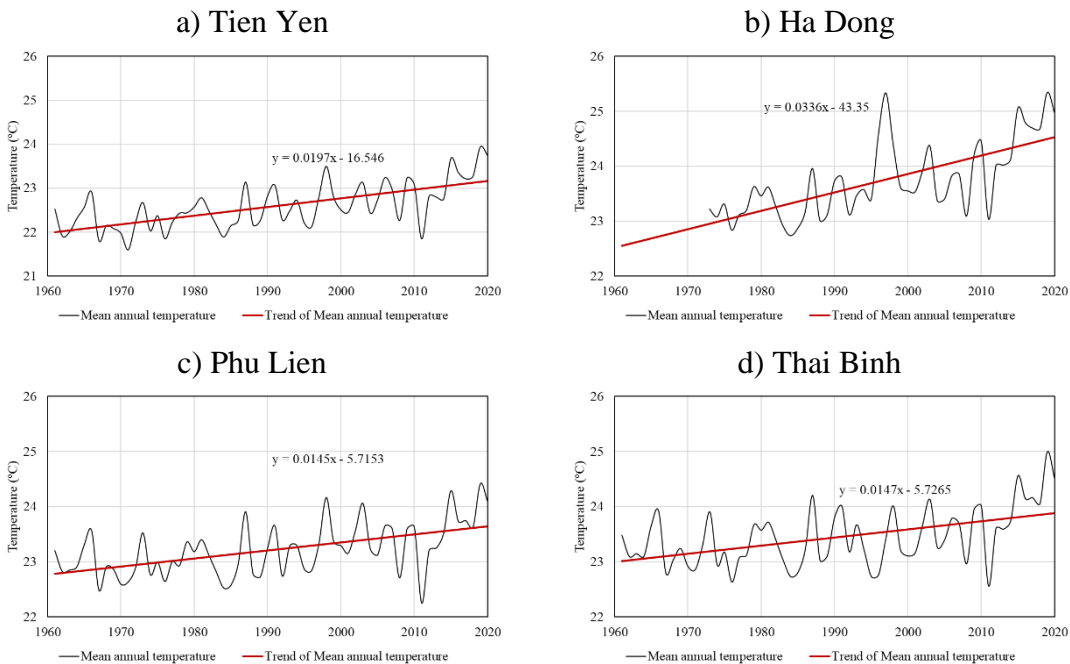 a) Tien Yen
26
25
24
23
22
21
Temperature (°C)
y = 0.0197x - 16.546
1960 1970 1980 1990 2000 2010 2020
Mean annual temperature Trend of Mean annual temperature
b) Ha Dong
26
25
24
23
22
Temperature (°C)
y = 0.0336x - 43.35
1960 1970 1980 1990 2000 2010 2020
Mean annual temperature Trend of Mean annual temperature
c) Phu Lien
26
25
24
23
22
Temperature (°C)
y = 0.0145x - 5.7153
1960 1970 1980 1990 2000 2010 2020
Mean annual temperature Trend of Mean annual temperature
d) Thai Binh
26
25
24
23
22
Temperature (°C)
y = 0.0147x - 5.7265
1960 1970 1980 1990 2000 2010 2020
Mean annual temperature Trend of Mean annual temperature